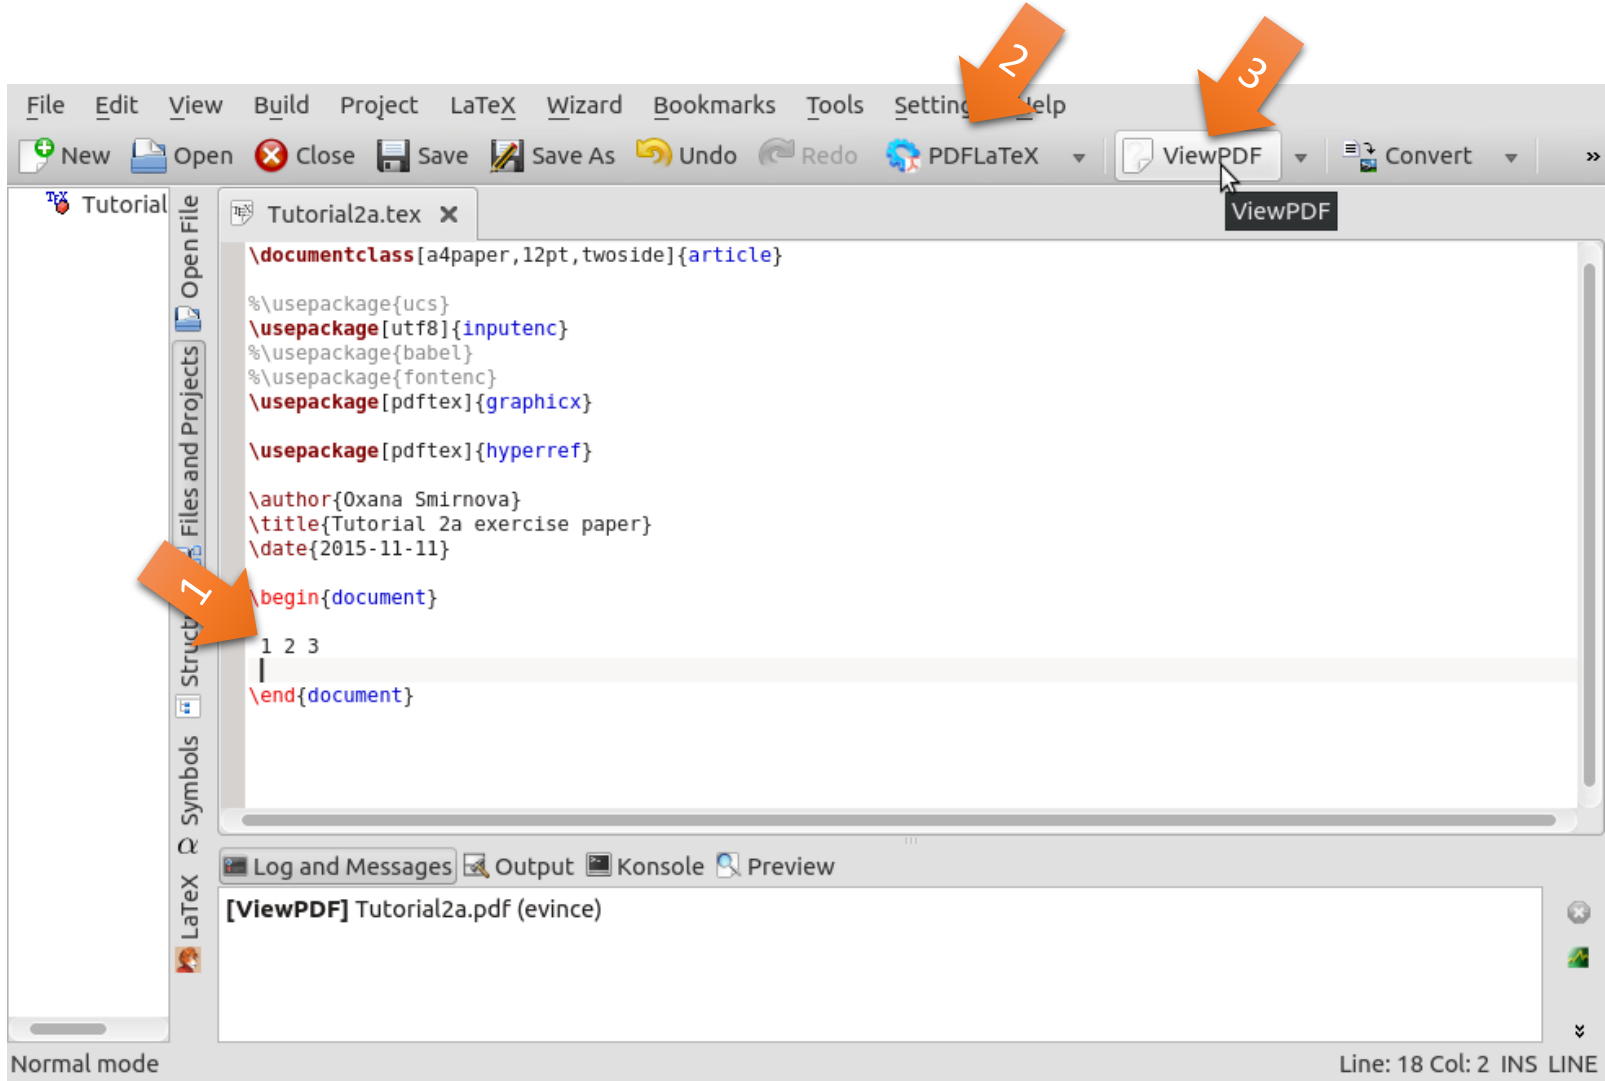 2
3
File Edit View Build Project LaTeX Wizard Bookmarks Tools Setting elp
New Open Close Save Save As Undo Redo PDFLaTeX ViewPDF Convert »
ViewPDF
Tutorial
Open File
Files and Projects
Struct
Symbols
LaTeX
Tutorial2a.tex
\documentclass[a4paper,12pt,twoside]{article}
%\usepackage{ucs}
\usepackage[utf8]{inputenc}
%\usepackage{babel}
%\usepackage{fontenc}
\usepackage[pdftex]{graphicx}
\usepackage[pdftex]{hyperref}
\author{Oxana Smirnova}
\title{Tutorial 2a exercise paper}
\date{2015-11-11}
1
\begin{document}
1 2 3
\end{document}
Log and Messages Output Konsole Preview
[ViewPDF] Tutorial2a.pdf (evince)
Normal mode Line: 18 Col: 2 INS LINE